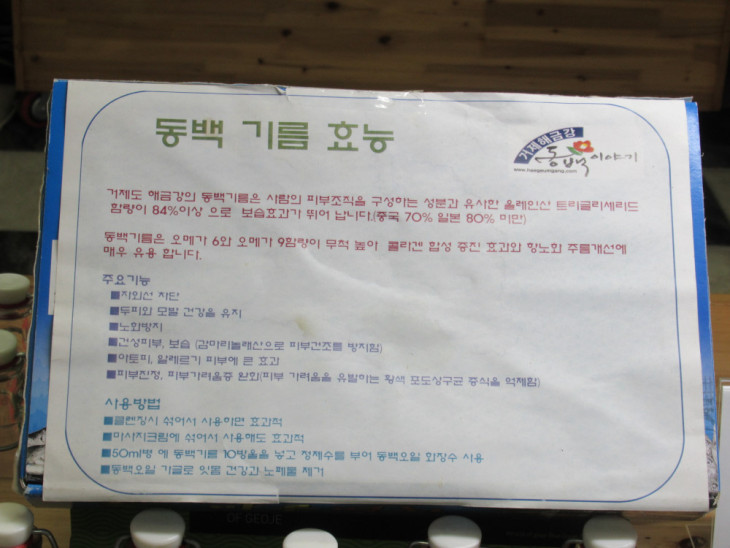 동백 기름 효능
거제해금강
동백이야기
www.haegeumgang.com
거제도 해금강의 동백기름은 사람의 피부조직을 구성하는 성분과 유사한 올레인산 트리글리세리드
함량이 84%이상 으로 보습효과가 뛰어 납니다.(중국 70% 일본 80% 미만)
동백기름은 오메가 6와 오메가 9함량이 무척 높아 콜라겐 합성 증진 효과와 항노화 주름개선에
매우 유용 합니다.
주요기능
■자외선 차단
■두피와 모발 건강을 유지
■노화방지
■건성피부, 보습 (감마리놀레산으로 피부건조를 방지함)
■아토피, 알레르기 피부에 큰 효과
■피부진정, 피부가려움증 완화(피부 가려움을 유발하는 황색 포도상구균 증식을 억제함)
사용방법
■클렌징시 섞어서 사용하면 효과적
■마사지크림에 섞어서 사용해도 효과적
■50ml병 에 동백기름 10방울을 넣고 정제수를 부어 동백오일 화장수 사용
■동백오일 가글로 잇몸 건강과 노폐물 제거
OF GEOJE